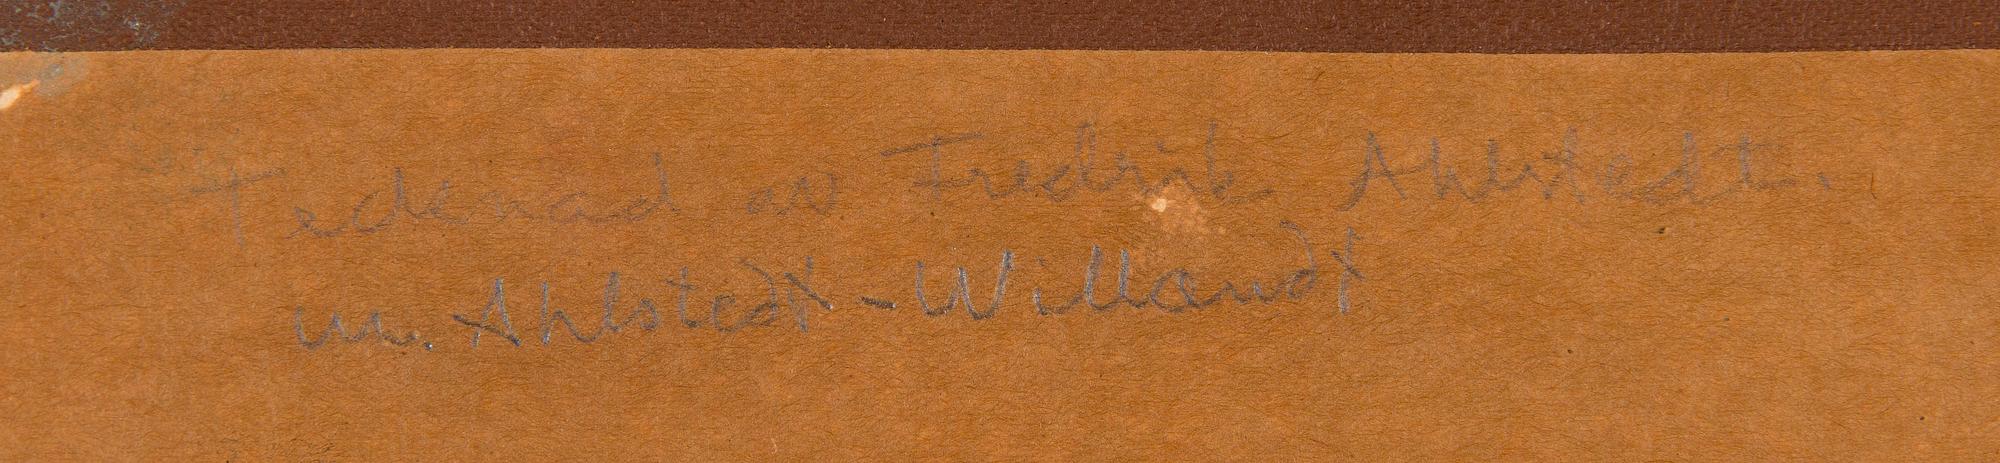 Tecknad av Fredrik Ahlstedt.
m. Ahlstedt-Willandt